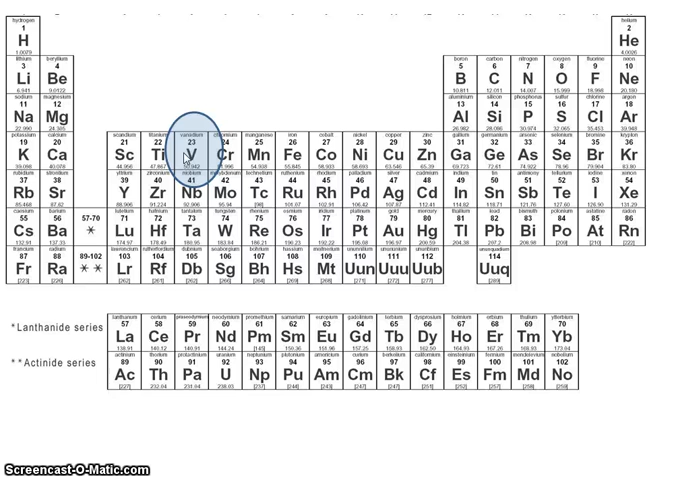 hydrogen helium
1 2
H He
1.0079 4.0026
lithium beryllium boron carbon nitrogen oxygen fluorine neon
3 4 5 6 7 8 9 10
Li Be B C N O F Ne
6.941 9.0122 10.811 12.011 14.007 15.999 18.998 20.180
sodium magnesium aluminium silicon phosphorus sulfur chlorine argon
11 12 13 14 15 16 17 18
Na Mg Al Si P S Cl Ar
22.990 24.305 26.982 28.086 30.974 32.065 35.453 39.948
potassium calcium scandium titanium vanadium chromium manganese iron cobalt nickel copper zinc gallium germanium arsenic selenium bromine krypton
19 20 21 22 23 24 25 26 27 28 29 30 31 32 33 34 35 36
K Ca Sc Ti V Cr Mn Fe Co Ni Cu Zn Ga Ge As Se Br Kr
39.098 40.078 44.956 47.867 50.942 51.996 54.938 55.845 58.933 58.693 63.546 65.39 69.723 72.61 74.922 78.96 79.904 83.80
rubidium strontium yttrium zirconium niobium molybdenum technetium ruthenium rhodium palladium silver cadmium indium tin antimony tellurium iodine xenon
37 38 39 40 41 42 43 44 45 46 47 48 49 50 51 52 53 54
Rb Sr Y Zr Nb Mo Tc Ru Rh Pd Ag Cd In Sn Sb Te I Xe
85.468 87.62 88.906 91.224 92.906 95.94 [98] 101.07 102.91 106.42 107.87 112.41 114.82 118.71 121.76 127.60 126.90 131.29
caesium barium lutetium hafnium tantalum tungsten rhenium osmium iridium platinum gold mercury thallium lead bismuth polonium astatine radon
55 56 57-70 71 72 73 74 75 76 77 78 79 80 81 82 83 84 85 86
Cs Ba * Lu Hf Ta W Re Os Ir Pt Au Hg Tl Pb Bi Po At Rn
132.91 137.33 174.97 178.49 180.95 183.84 186.21 190.23 192.22 195.08 196.97 200.59 204.38 207.2 208.98 [209] [210] [222]
francium radium lawrencium rutherfordium dubnium seaborgium bohrium hassium meitnerium ununnilium unununium ununbium ununquadium
87 88 89-102 103 104 105 106 107 108 109 110 111 112 114
Fr Ra * * Lr Rf Db Sg Bh Hs Mt Uun Uuu Uub Uuq
[223] [226] [262] [261] [262] [266] [264] [269] [268] [271] [272] [277] [289]
lanthanum cerium praseodymium neodymium promethium samarium europium gadolinium terbium dysprosium holmium erbium thulium ytterbium
57 58 59 60 61 62 63 64 65 66 67 68 69 70
*Lanthanide series La Ce Pr Nd Pm Sm Eu Gd Tb Dy Ho Er Tm Yb
138.91 140.12 140.91 144.24 [145] 150.36 151.96 157.25 158.93 162.50 164.93 167.26 168.93 173.04
actinium thorium protactinium uranium neptunium plutonium americium curium berkelium californium einsteinium fermium mendelevium nobelium
89 90 91 92 93 94 95 96 97 98 99 100 101 102
**Actinide series Ac Th Pa U Np Pu Am Cm Bk Cf Es Fm Md No
[227] 232.04 231.04 238.03 [237] [244] [243] [247] [247] [251] [252] [257] [258] [259]
Screencast-O-Matic.com